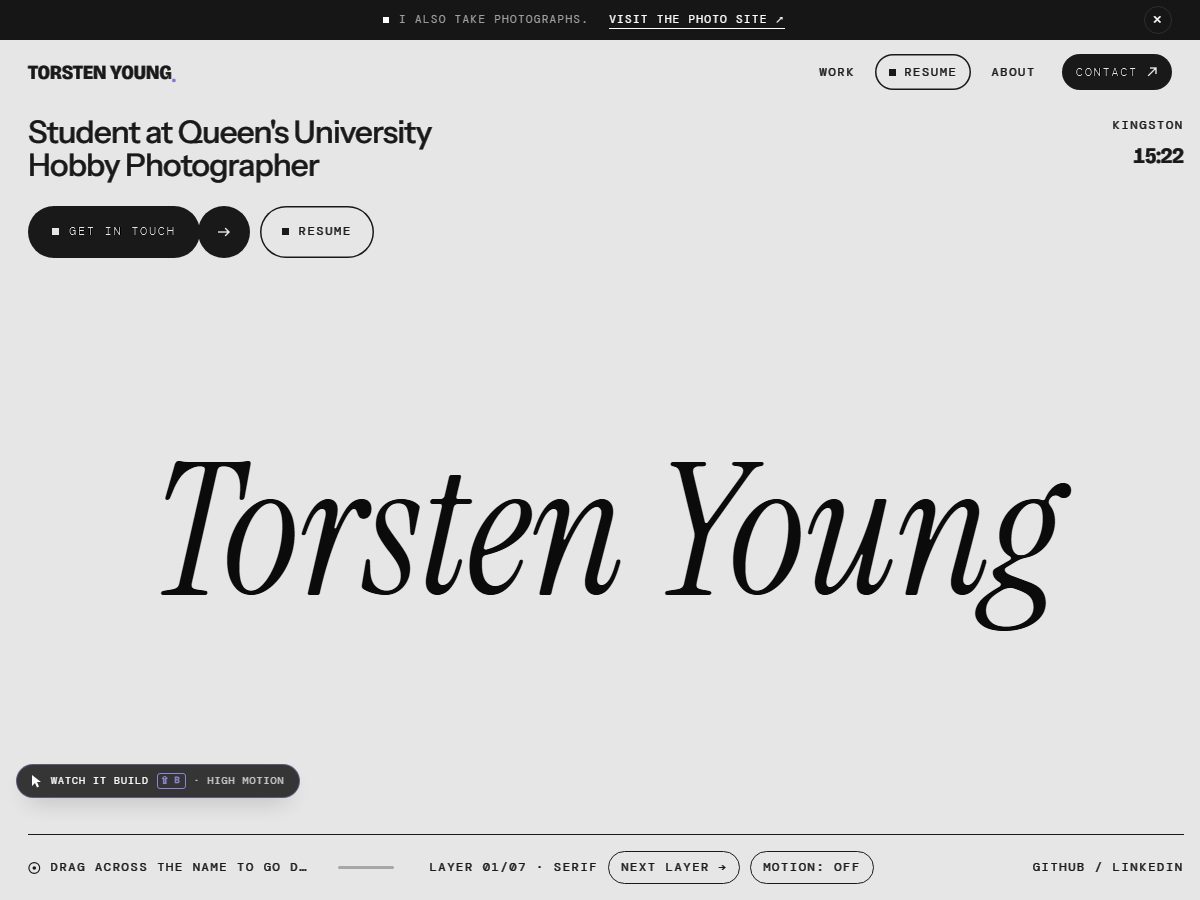 I ALSO TAKE PHOTOGRAPHS. VISIT THE PHOTO SITE ↗ ×
TORSTEN YOUNG.
WORK RESUME ABOUT CONTACT ↗
Student at Queen's University
Hobby Photographer
KINGSTON
15:22
GET IN TOUCH → RESUME
Torsten Young
WATCH IT BUILD ⇧ B · HIGH MOTION
DRAG ACROSS THE NAME TO GO D… LAYER 01/07 · SERIF NEXT LAYER → MOTION: OFF GITHUB / LINKEDIN